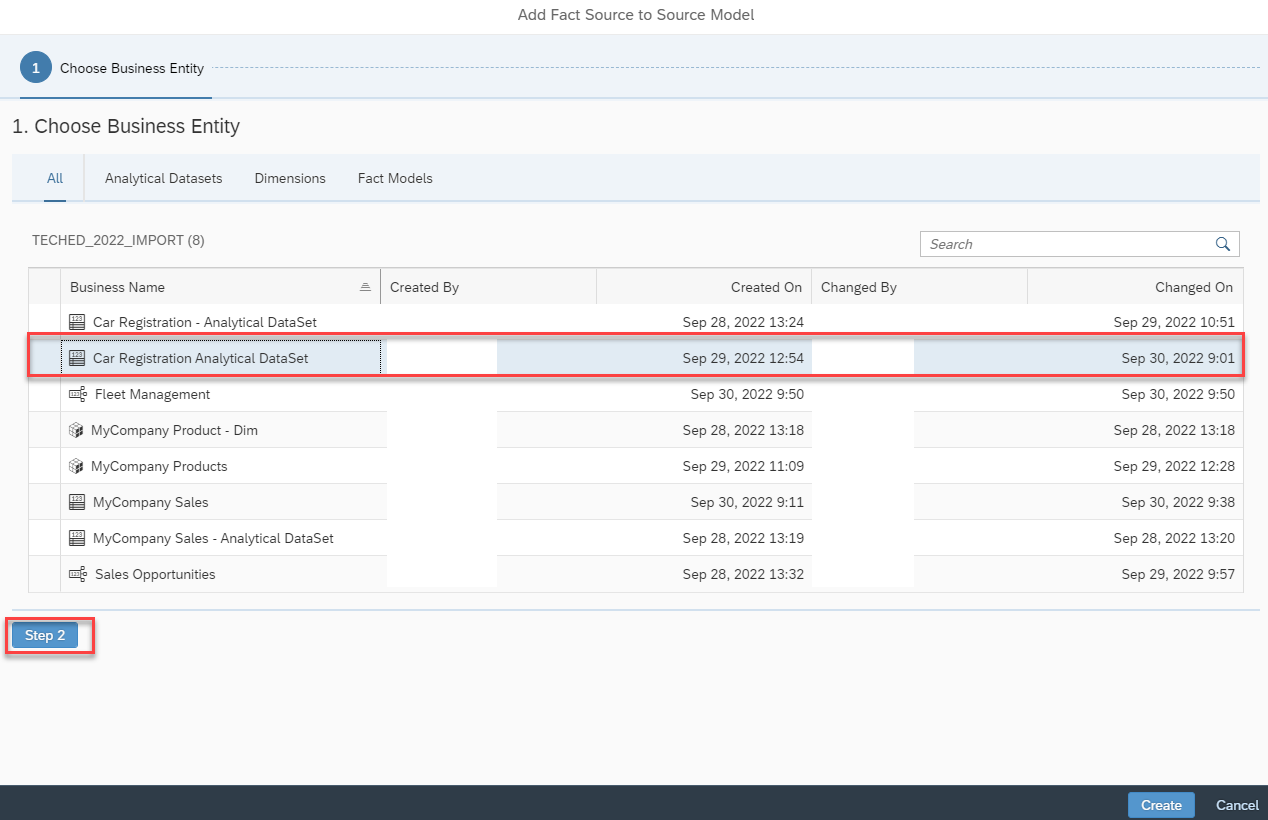 Add Fact Source to Source Model
1 Choose Business Entity
1. Choose Business Entity
All Analytical Datasets Dimensions Fact Models
TECHED_2022_IMPORT (8) Search
Business Name Created By Created On Changed By Changed On
123 Car Registration - Analytical DataSet Sep 28, 2022 13:24 Sep 29, 2022 10:51
123 Car Registration Analytical DataSet Sep 29, 2022 12:54 Sep 30, 2022 9:01
123 Fleet Management Sep 30, 2022 9:50 Sep 30, 2022 9:50
MyCompany Product - Dim Sep 28, 2022 13:18 Sep 28, 2022 13:18
MyCompany Products Sep 29, 2022 11:09 Sep 29, 2022 12:28
123 MyCompany Sales Sep 30, 2022 9:11 Sep 30, 2022 9:38
123 MyCompany Sales - Analytical DataSet Sep 28, 2022 13:19 Sep 28, 2022 13:20
123 Sales Opportunities Sep 28, 2022 13:32 Sep 29, 2022 9:57
Step 2
Create Cancel